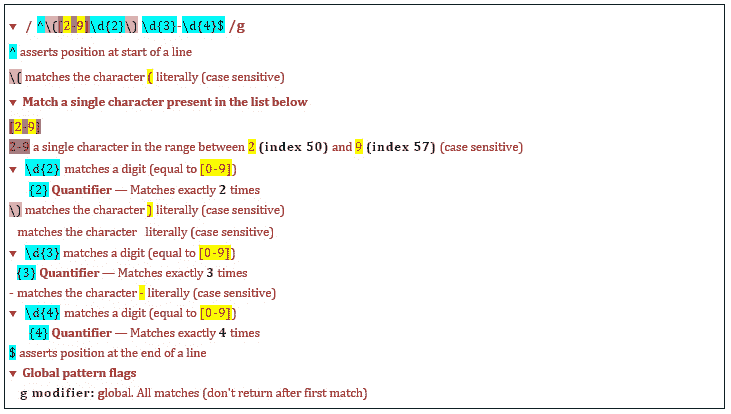 ▼ / ^\([2-9]\d{2}\) \d{3}-\d{4}$ /g
^ asserts position at start of a line
\( matches the character ( literally (case sensitive)
▼ Match a single character present in the list below
[2-9]
2-9 a single character in the range between 2 (index 50) and 9 (index 57) (case sensitive)
▼ \d{2} matches a digit (equal to [0-9])
{2} Quantifier — Matches exactly 2 times
\) matches the character ) literally (case sensitive)
matches the character   literally (case sensitive)
▼ \d{3} matches a digit (equal to [0-9])
{3} Quantifier — Matches exactly 3 times
- matches the character - literally (case sensitive)
▼ \d{4} matches a digit (equal to [0-9])
{4} Quantifier — Matches exactly 4 times
$ asserts position at the end of a line
▼ Global pattern flags
g modifier: global. All matches (don't return after first match)